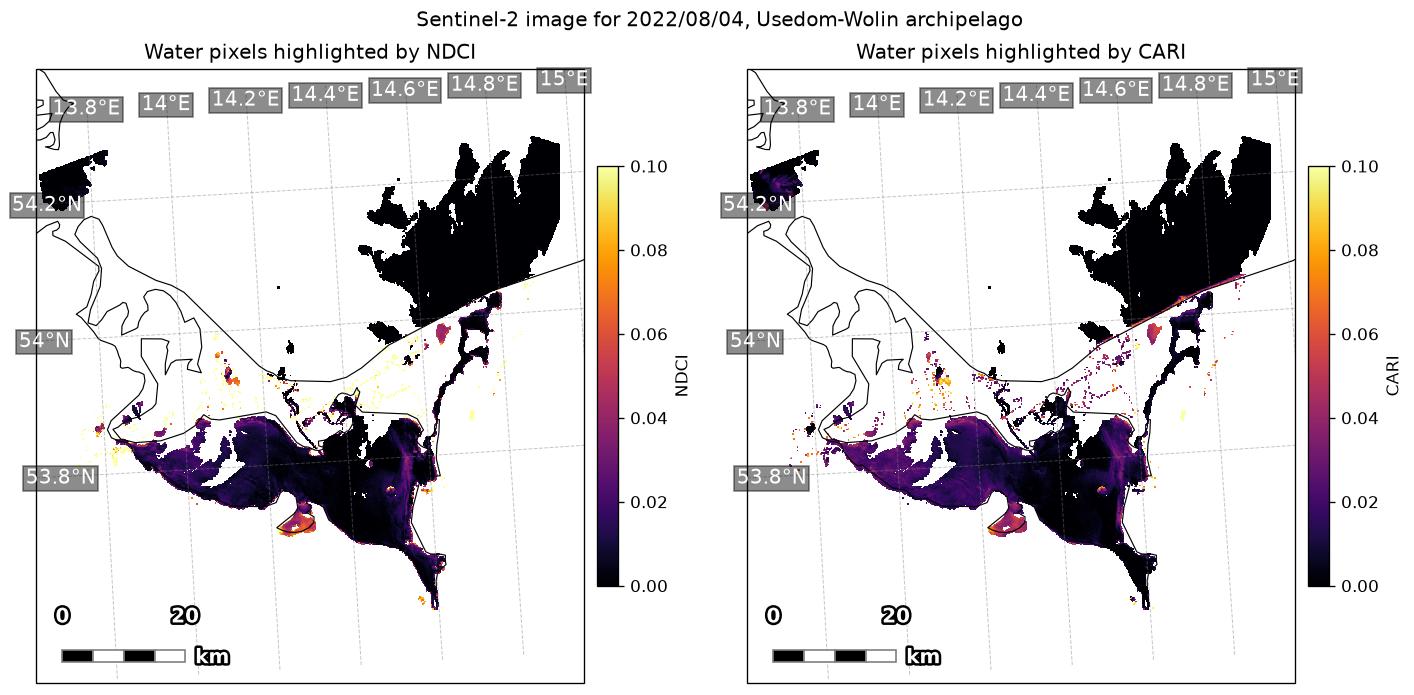 Sentinel-2 image for 2022/08/04, Usedom-Wolin archipelago
Water pixels highlighted by NDCI
13.8°E 14°E 14.2°E 14.4°E 14.6°E 14.8°E 15°E
54.2°N
54°N
53.8°N
0 20
km
0.10
0.08
0.06
0.04
0.02
0.00
NDCI
Water pixels highlighted by CARI
13.8°E 14°E 14.2°E 14.4°E 14.6°E 14.8°E 15°E
54.2°N
54°N
53.8°N
0 20
km
0.10
0.08
0.06
0.04
0.02
0.00
CARI